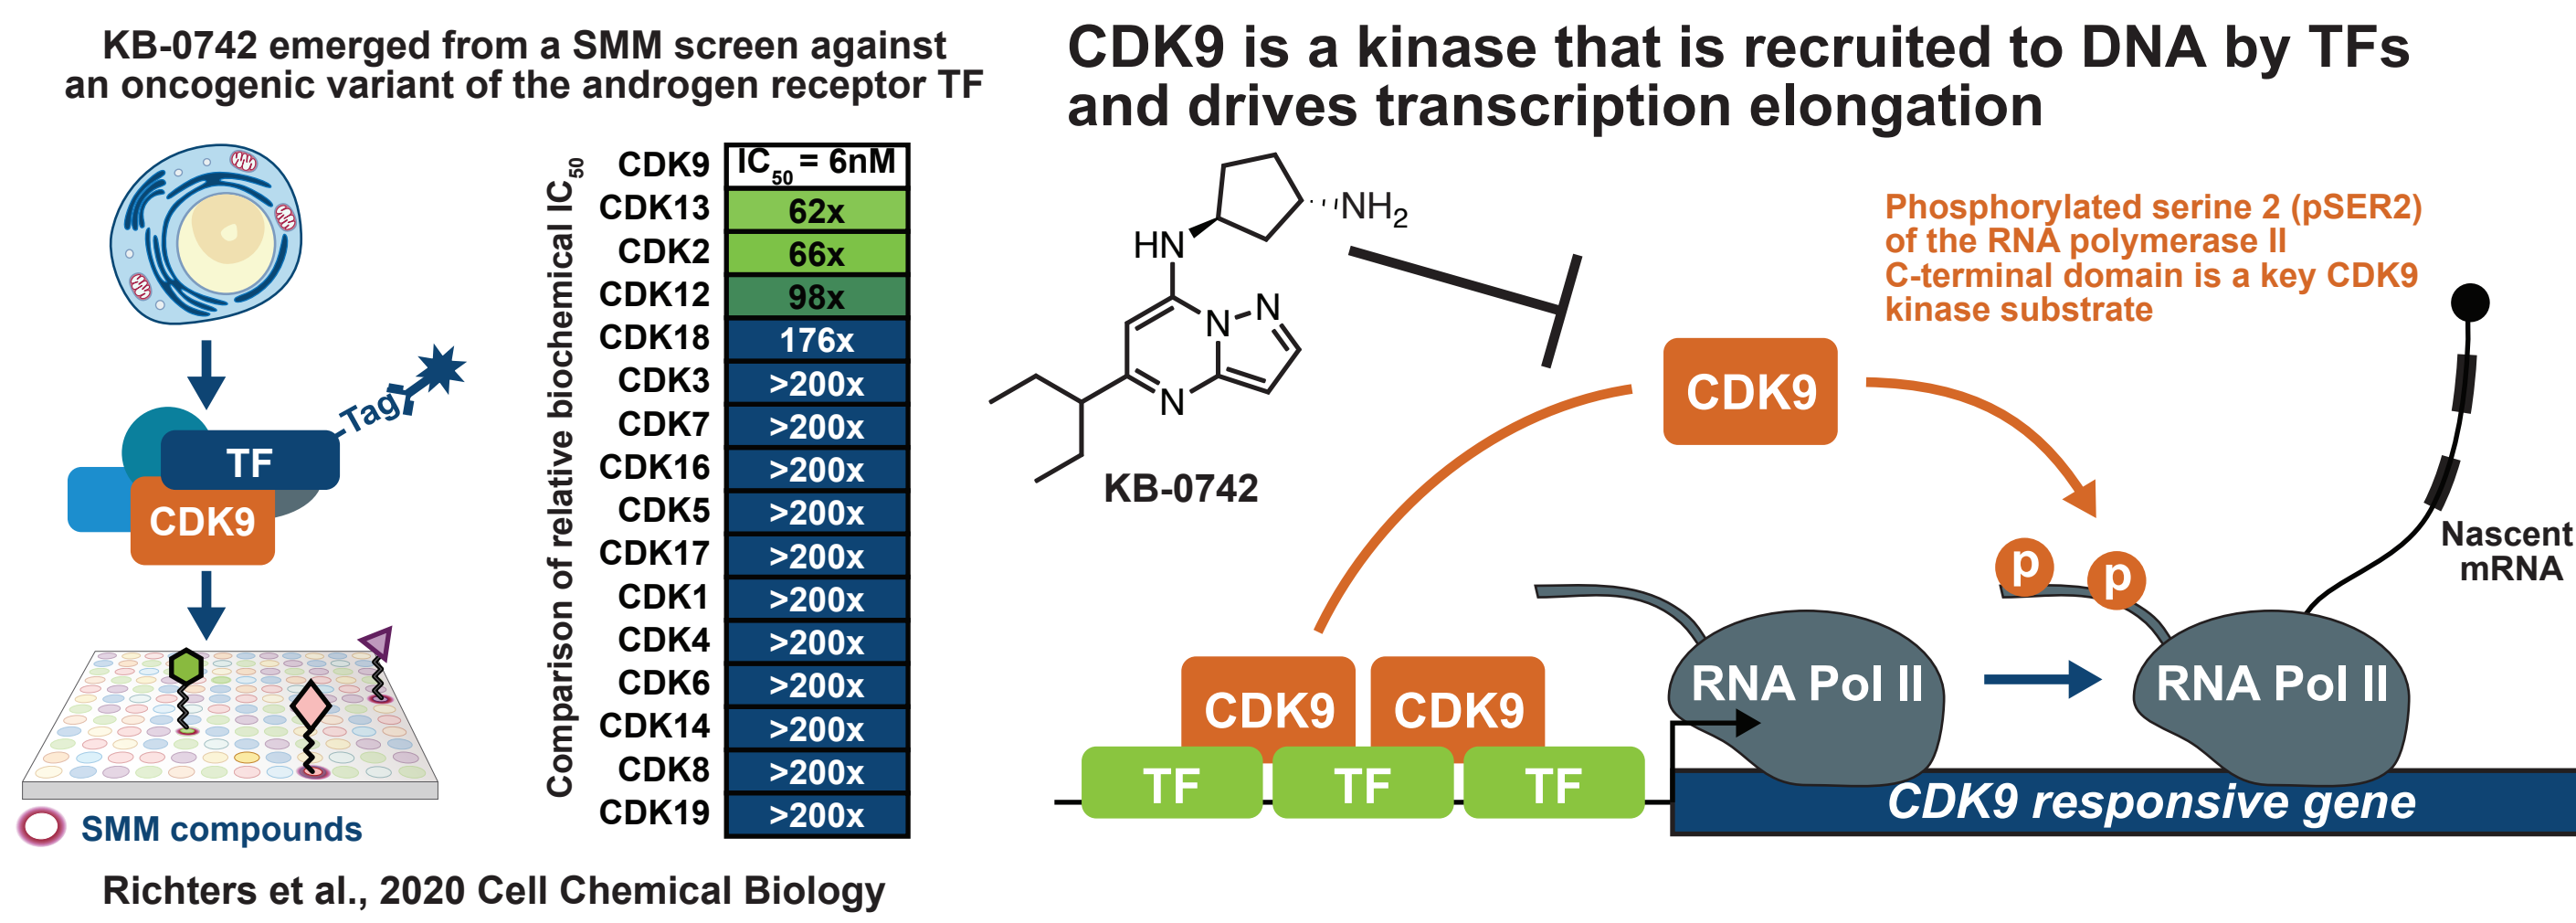 KB-0742 emerged from a SMM screen against
an oncogenic variant of the androgen receptor TF
Tag
TF
CDK9
SMM compounds
Comparison of relative biochemical IC50
CDK9 IC50 = 6nM
CDK13 62x
CDK2 66x
CDK12 98x
CDK18 176x
CDK3 >200x
CDK7 >200x
CDK16 >200x
CDK5 >200x
CDK17 >200x
CDK1 >200x
CDK4 >200x
CDK6 >200x
CDK14 >200x
CDK8 >200x
CDK19 >200x
Richters et al., 2020 Cell Chemical Biology
CDK9 is a kinase that is recruited to DNA by TFs
and drives transcription elongation
NH2
HN
N
N
N
KB-0742
Phosphorylated serine 2 (pSER2)
of the RNA polymerase II
C-terminal domain is a key CDK9
kinase substrate
CDK9
Nascent
mRNA
p
p
RNA Pol II
RNA Pol II
CDK9
CDK9
TF
TF
TF
CDK9 responsive gene